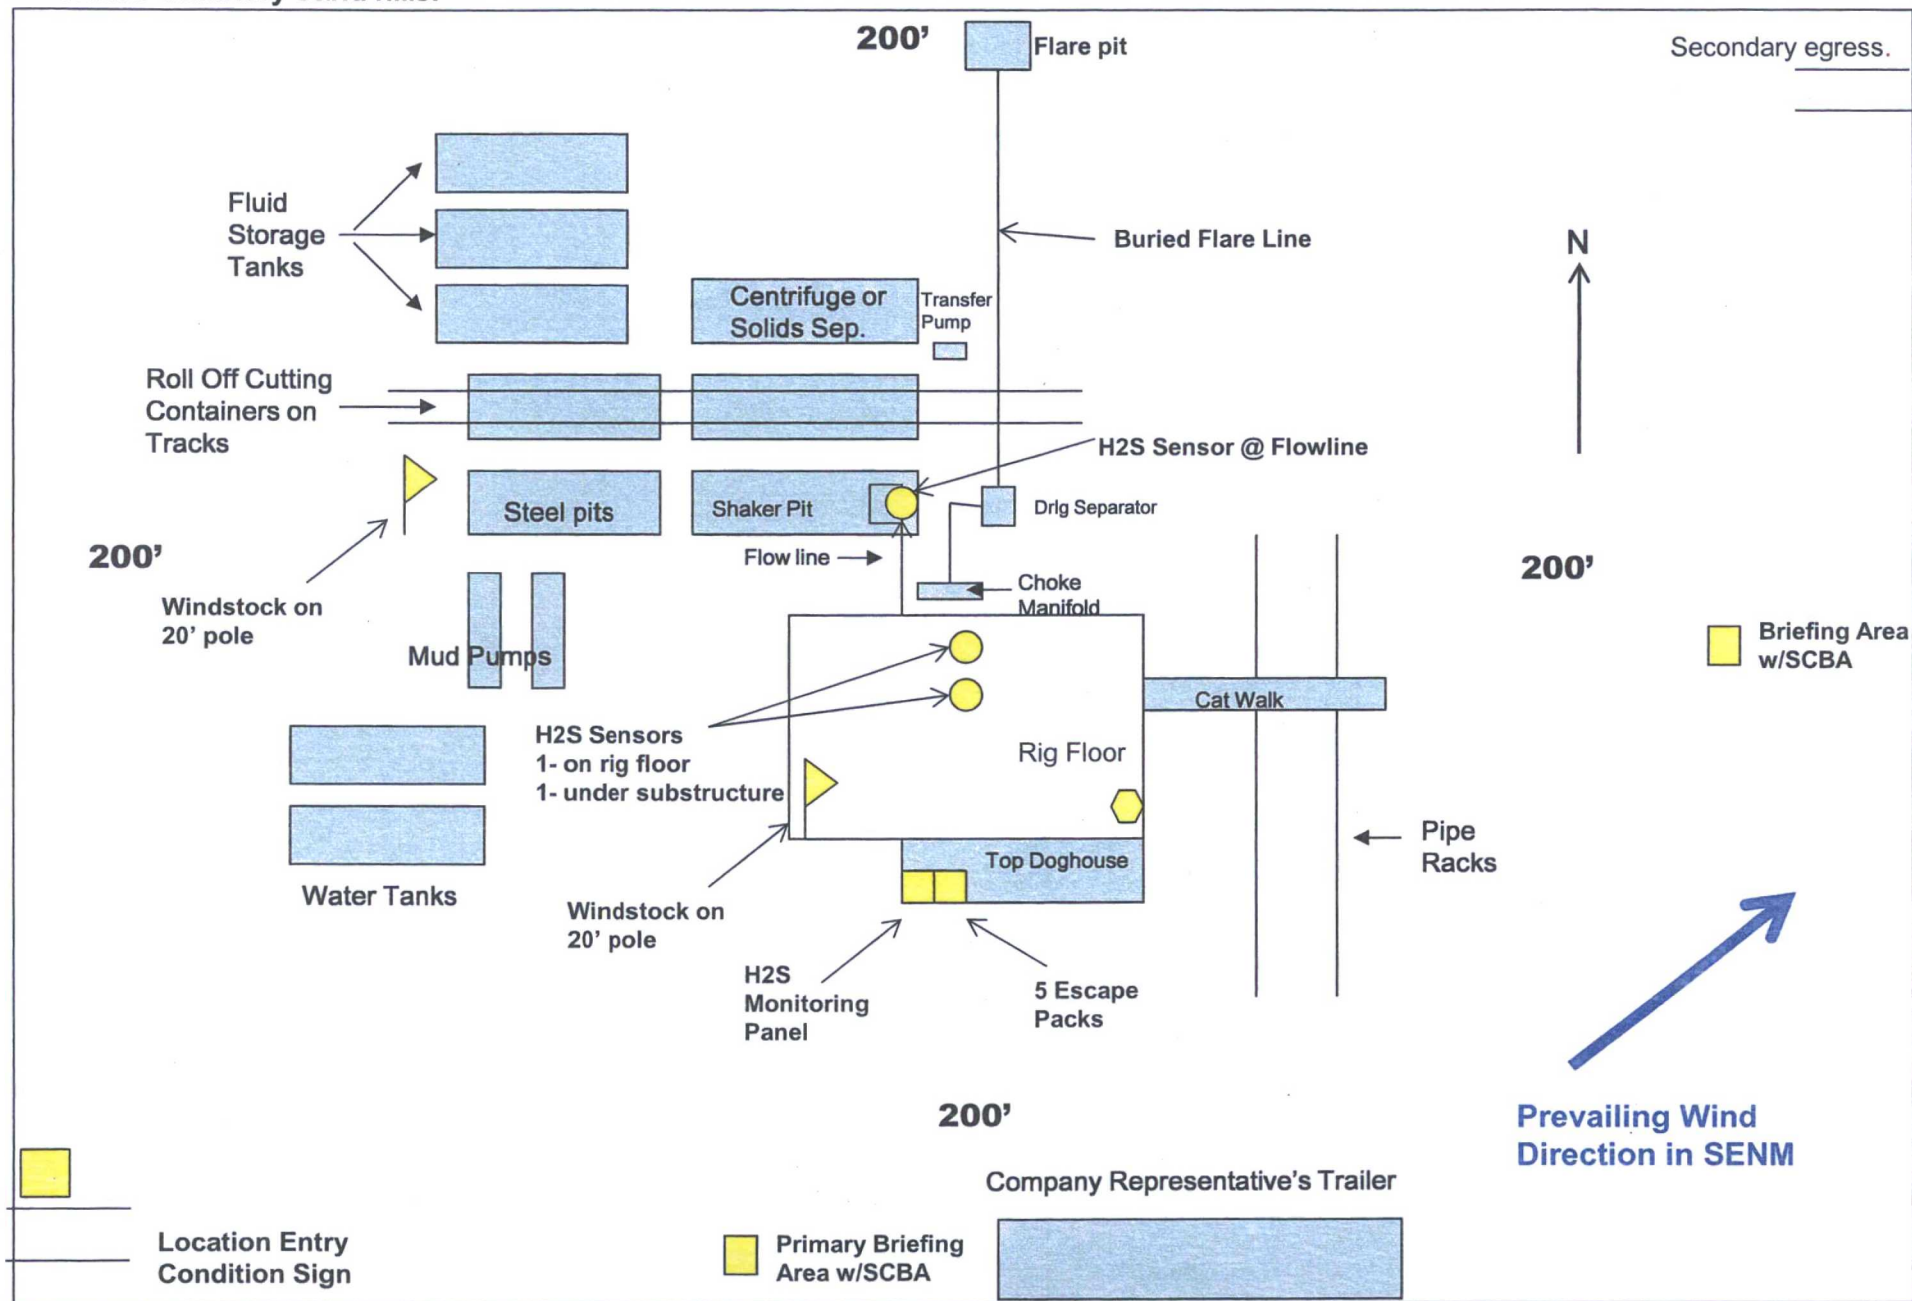 200'
Flare pit
Secondary egress.
Fluid
Storage
Tanks
Buried Flare Line
N
Centrifuge or
Solids Sep.
Transfer
Pump
Roll Off Cutting
Containers on
Tracks
H2S Sensor @ Flowline
Steel pits
Shaker Pit
Drlg Separator
200'
Flow line
200'
Windstock on
20' pole
Choke
Manifold
Mud Pumps
Briefing Area
w/SCBA
Cat Walk
H2S Sensors
1- on rig floor
1- under substructure
Rig Floor
Pipe
Racks
Top Doghouse
Water Tanks
Windstock on
20' pole
H2S
Monitoring
Panel
5 Escape
Packs
200'
Prevailing Wind
Direction in SENM
Company Representative's Trailer
Location Entry
Condition Sign
Primary Briefing
Area w/SCBA